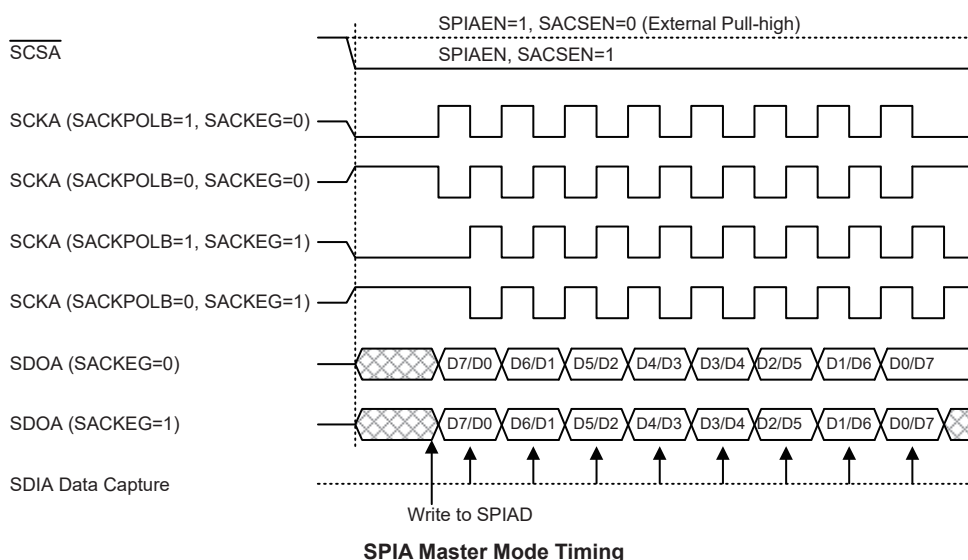 SPIAEN=1, SACSEN=0 (External Pull-high)
SCSA
SPIAEN, SACSEN=1
SCKA (SACKPOLB=1, SACKEG=0)
SCKA (SACKPOLB=0, SACKEG=0)
SCKA (SACKPOLB=1, SACKEG=1)
SCKA (SACKPOLB=0, SACKEG=1)
SDOA (SACKEG=0) D7/D0 D6/D1 D5/D2 D4/D3 D3/D4 D2/D5 D1/D6 D0/D7
SDOA (SACKEG=1) D7/D0 D6/D1 D5/D2 D4/D3 D3/D4 D2/D5 D1/D6 D0/D7
SDIA Data Capture
Write to SPIAD
SPIA Master Mode Timing